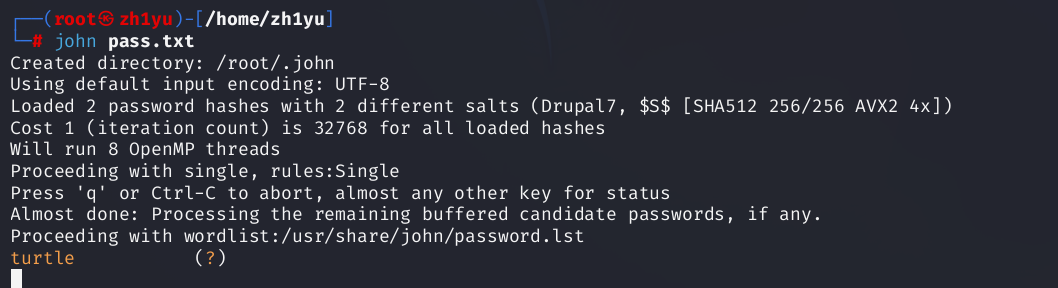 ┌──(root㉿zh1yu)-[/home/zh1yu]
└─# john pass.txt
Created directory: /root/.john
Using default input encoding: UTF-8
Loaded 2 password hashes with 2 different salts (Drupal7, $S$ [SHA512 256/256 AVX2 4x])
Cost 1 (iteration count) is 32768 for all loaded hashes
Will run 8 OpenMP threads
Proceeding with single, rules:Single
Press 'q' or Ctrl-C to abort, almost any other key for status
Almost done: Processing the remaining buffered candidate passwords, if any.
Proceeding with wordlist:/usr/share/john/password.lst
turtle           (?)